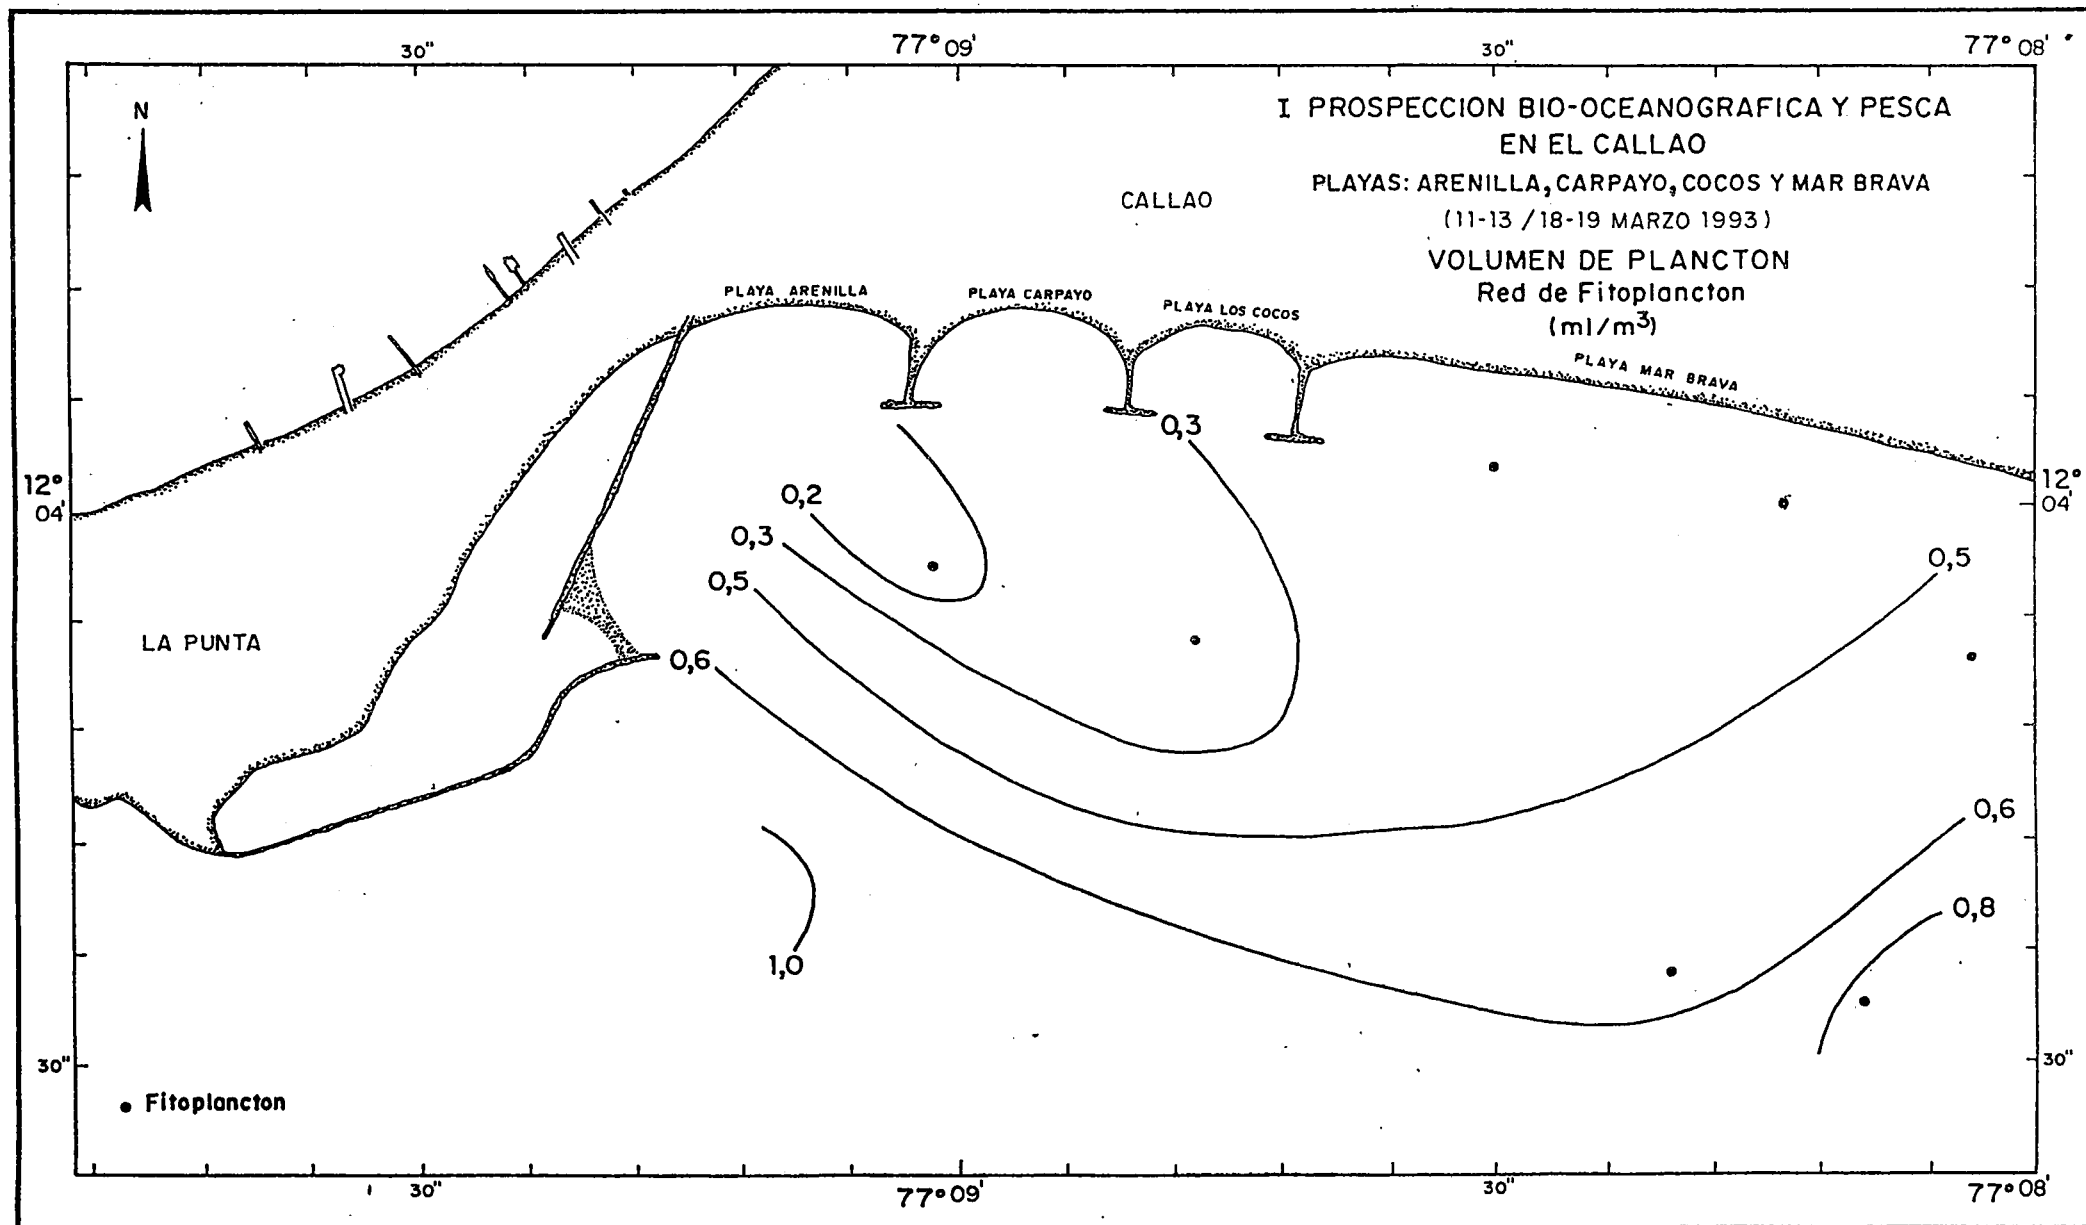 30" 77° 09' 30" 77° 08'
N
I PROSPECCION BIO-OCEANOGRAFICA Y PESCA
EN EL CALLAO
PLAYAS: ARENILLA, CARPAYO, COCOS Y MAR BRAVA
(11-13 / 18-19 MARZO 1993)
VOLUMEN DE PLANCTON
Red de Fitoplancton
(ml/m³)
CALLAO
PLAYA ARENILLA
PLAYA CARPAYO
PLAYA LOS COCOS
PLAYA MAR BRAVA
0,3
12°
04'
12°
04'
0,2
0,3
0,5
0,5
LA PUNTA
0,6
0,6
0,8
1,0
30"
30"
• Fitoplancton
30" 77° 09' 30" 77° 08'